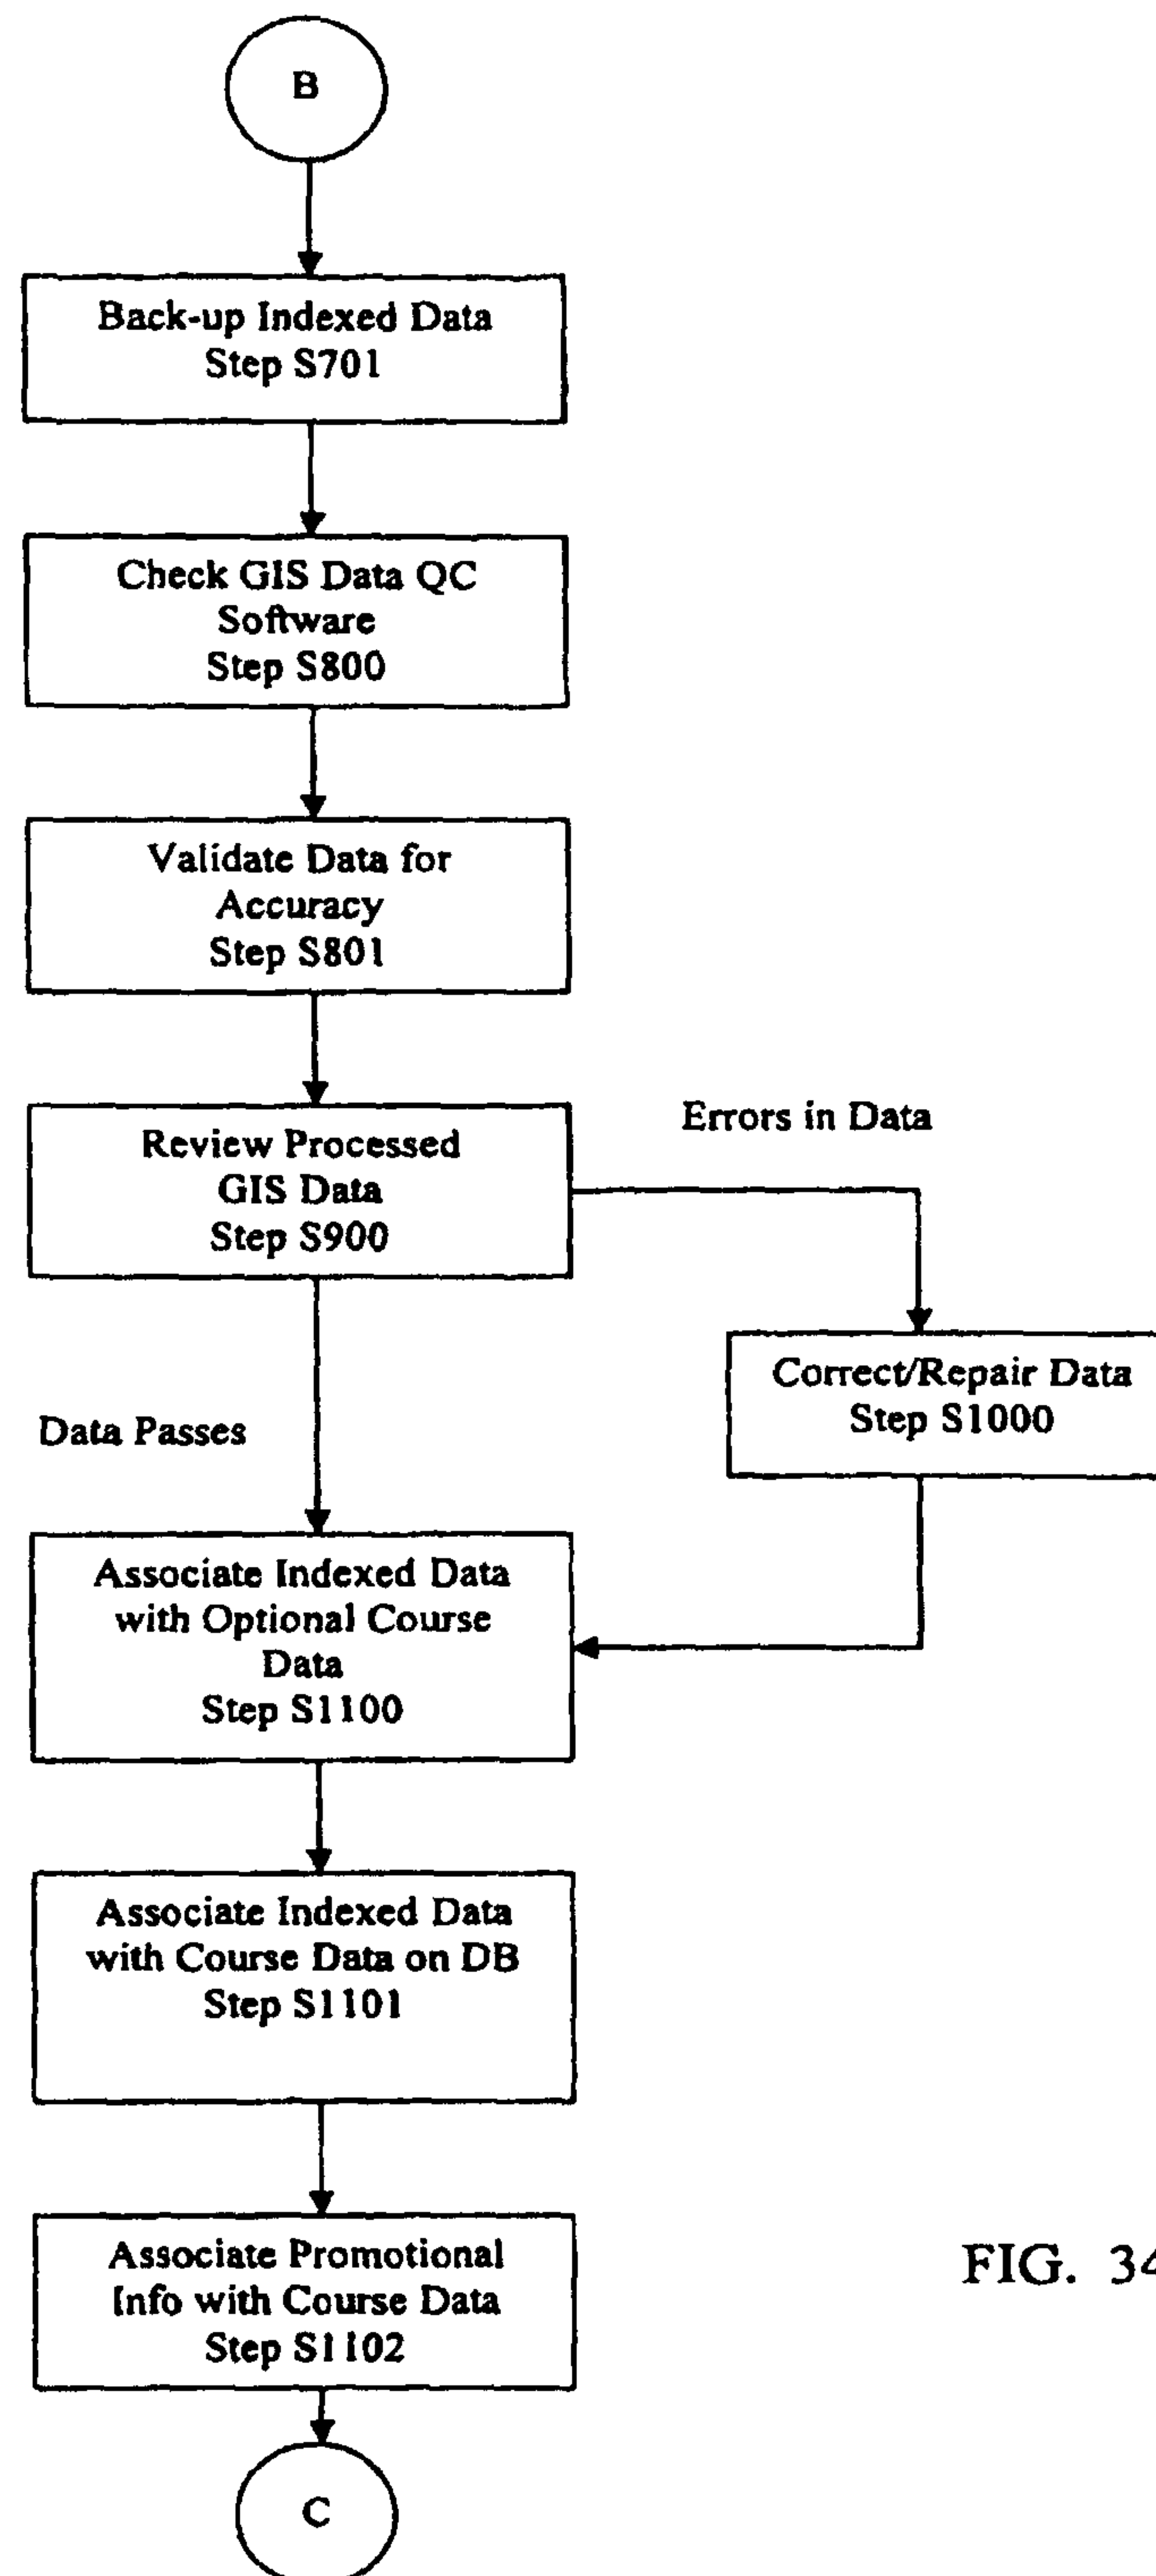 B
Back-up Indexed Data
Step S701
Check GIS Data QC
Software
Step S800
Validate Data for
Accuracy
Step S801
Review Processed
GIS Data
Step S900
Errors in Data
Correct/Repair Data
Step S1000
Data Passes
Associate Indexed Data
with Optional Course
Data
Step S1100
Associate Indexed Data
with Course Data on DB
Step S1101
Associate Promotional
Info with Course Data
Step S1102
FIG. 34
C